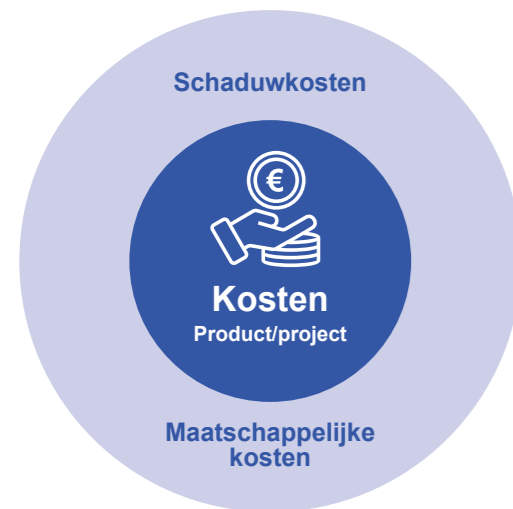 Schaduwkosten
€
Kosten
Product/project
Maatschappelijke
kosten